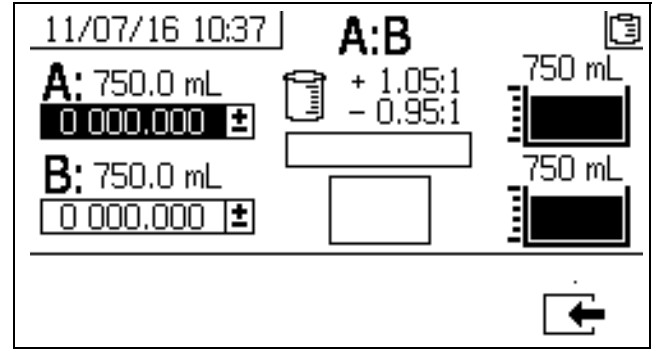 11/07/16 10:37
A:B
A: 750.0 mL
0 000.000 ±
+ 1.05:1
- 0.95:1
750 mL
B: 750.0 mL
0 000.000 ±
750 mL